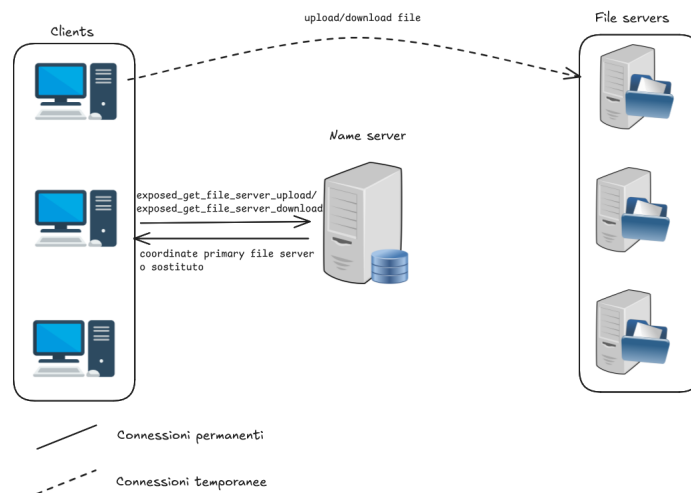 upload/download file
File servers
Clients
Name server
exposed_get_file_server_upload/
exposed_get_file_server_download
coordinate primary file server
o sostituto
Connessioni permanenti
Connessioni temporanee